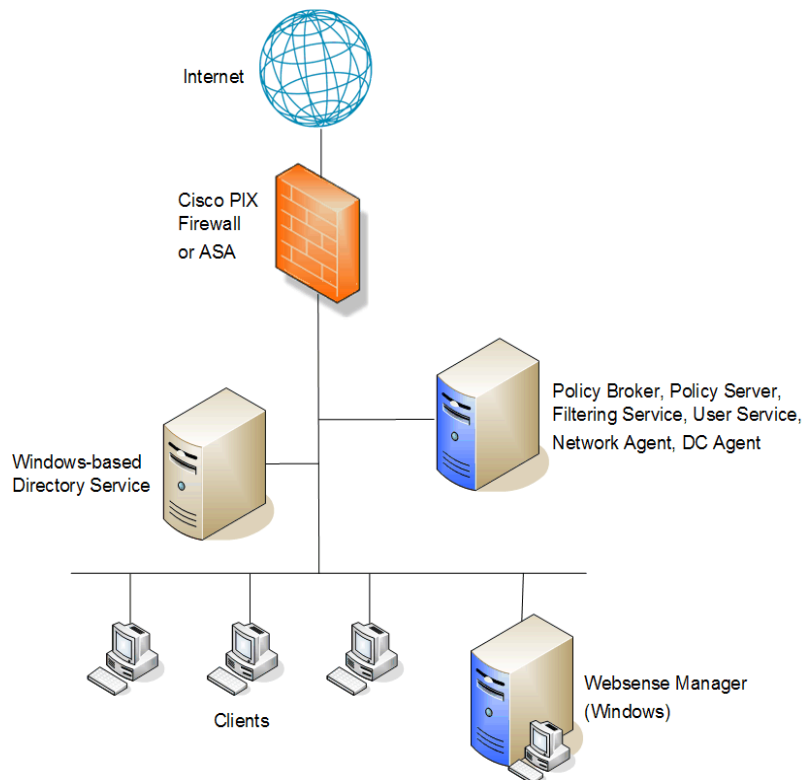 Internet
Cisco PIX
Firewall
or ASA
Policy Broker, Policy Server,
Filtering Service, User Service,
Network Agent, DC Agent
Windows-based
Directory Service
Clients
Websense Manager
(Windows)